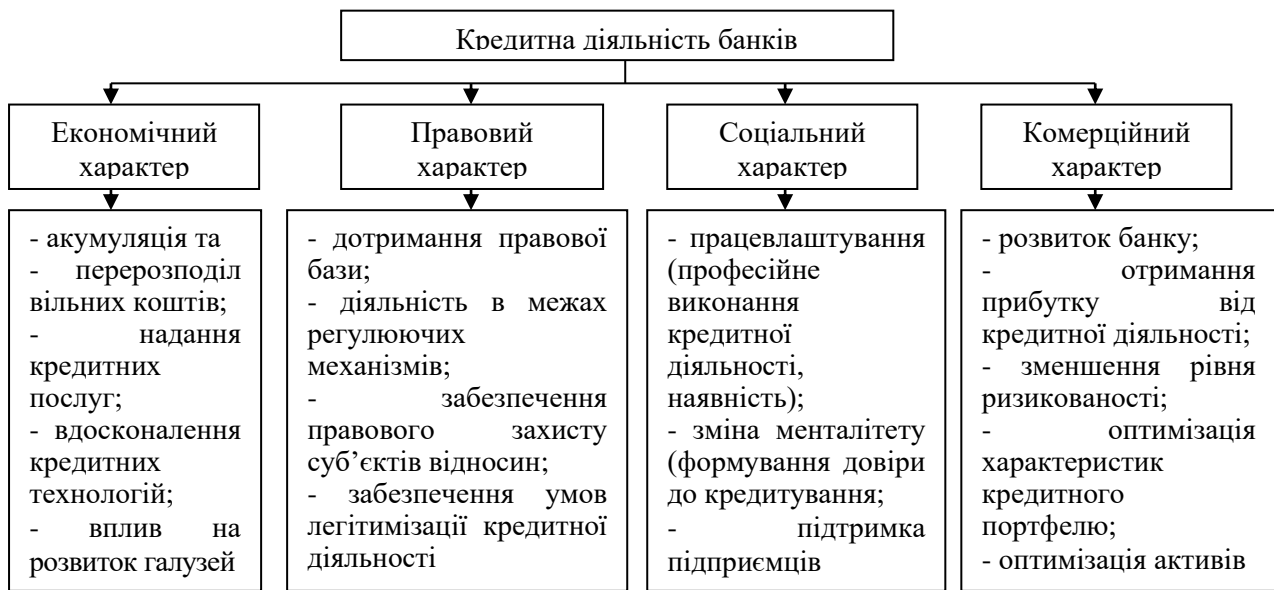 Кредитна діяльність банків
Економічний
характер
Правовий
характер
Соціальний
характер
Комерційний
характер
- акумуляція та
- перерозподіл
вільних коштів;
- надання
кредитних
послуг;
- вдосконалення
кредитних
технологій;
- вплив на
розвиток галузей
- дотримання правової
бази;
- діяльність в межах
регулюючих
механізмів;
- забезпечення
правового захисту
суб’єктів відносин;
- забезпечення умов
легітимізації кредитної
діяльності
- працевлаштування
(професійне
виконання
кредитної
діяльності,
наявність);
- зміна менталітету
(формування довіри
до кредитування;
- підтримка
підприємців
- розвиток банку;
- отримання
прибутку від
кредитної діяльності;
- зменшення рівня
ризикованості;
- оптимізація
характеристик
кредитного
портфелю;
- оптимізація активів